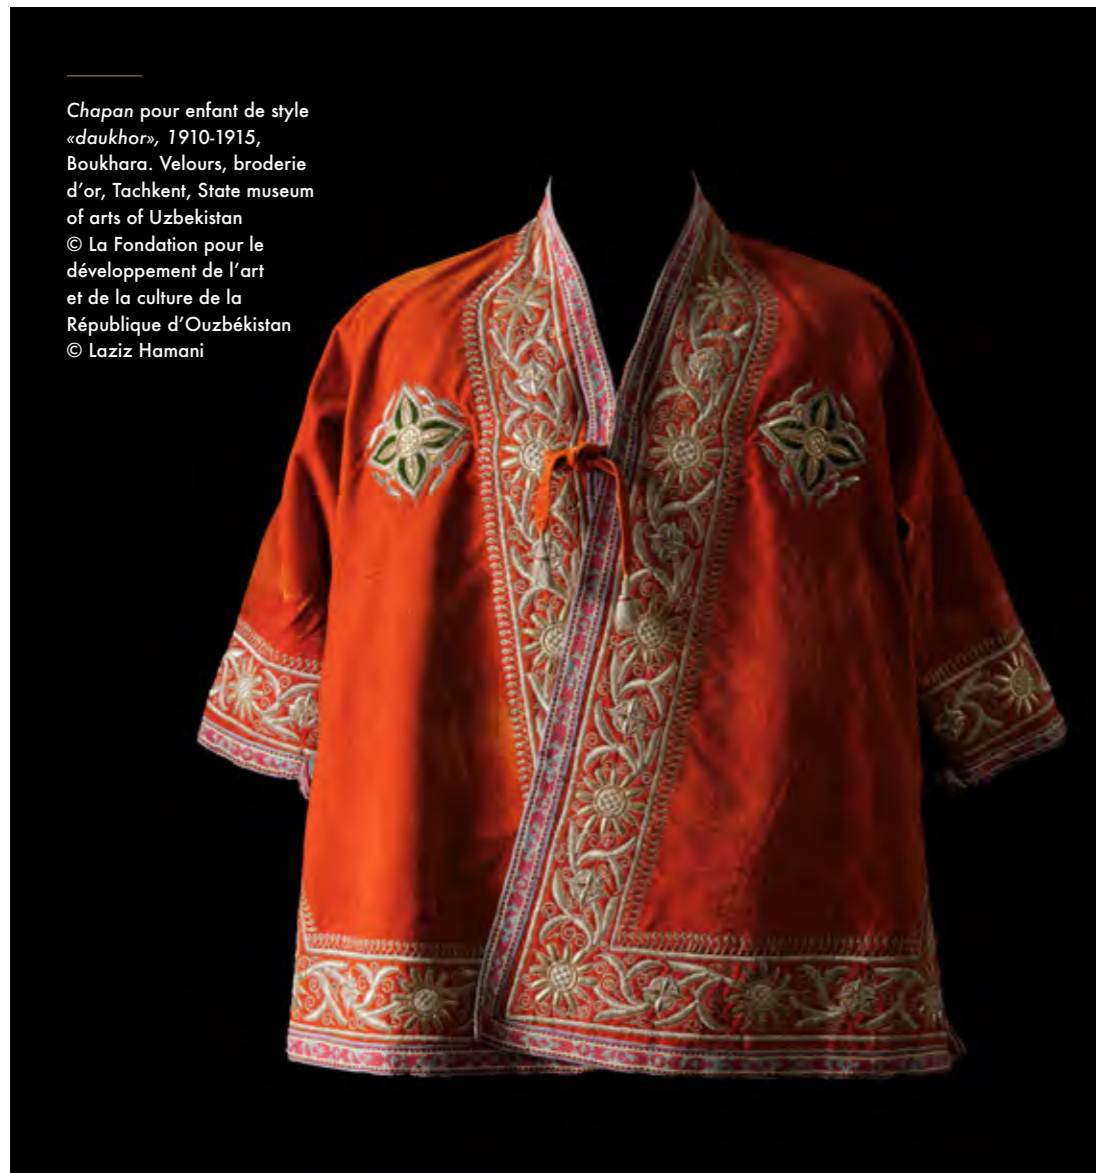 Chapan pour enfant de style
«daukhor», 1910-1915,
Boukhara. Velours, broderie
d’or, Tachkent, State museum
of arts of Uzbekistan
© La Fondation pour le
développement de l’art
et de la culture de la
République d’Ouzbékistan
© Laziz Hamani